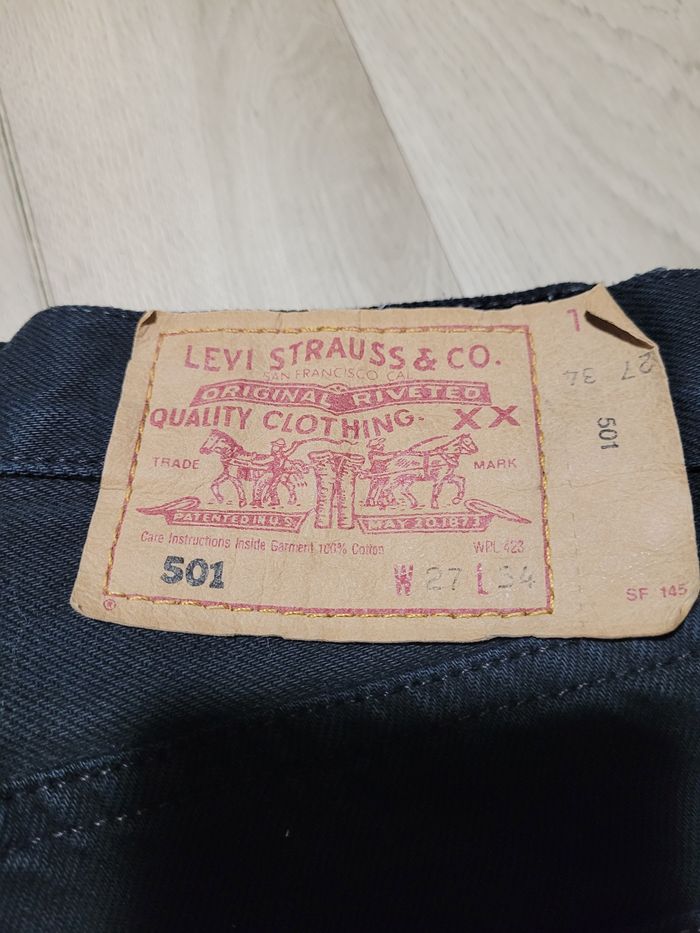 LEVI STRAUSS & CO.
SAN FRANCISCO CAL
ORIGINAL RIVETED
QUALITY CLOTHING. XX
TRADE MARK
PATENTED IN U.S. MAY 20.1873
Care Instructions Inside Garment 100% Cotton WPL 423
501 W 27 L 34
®
27 34
501
SF 145